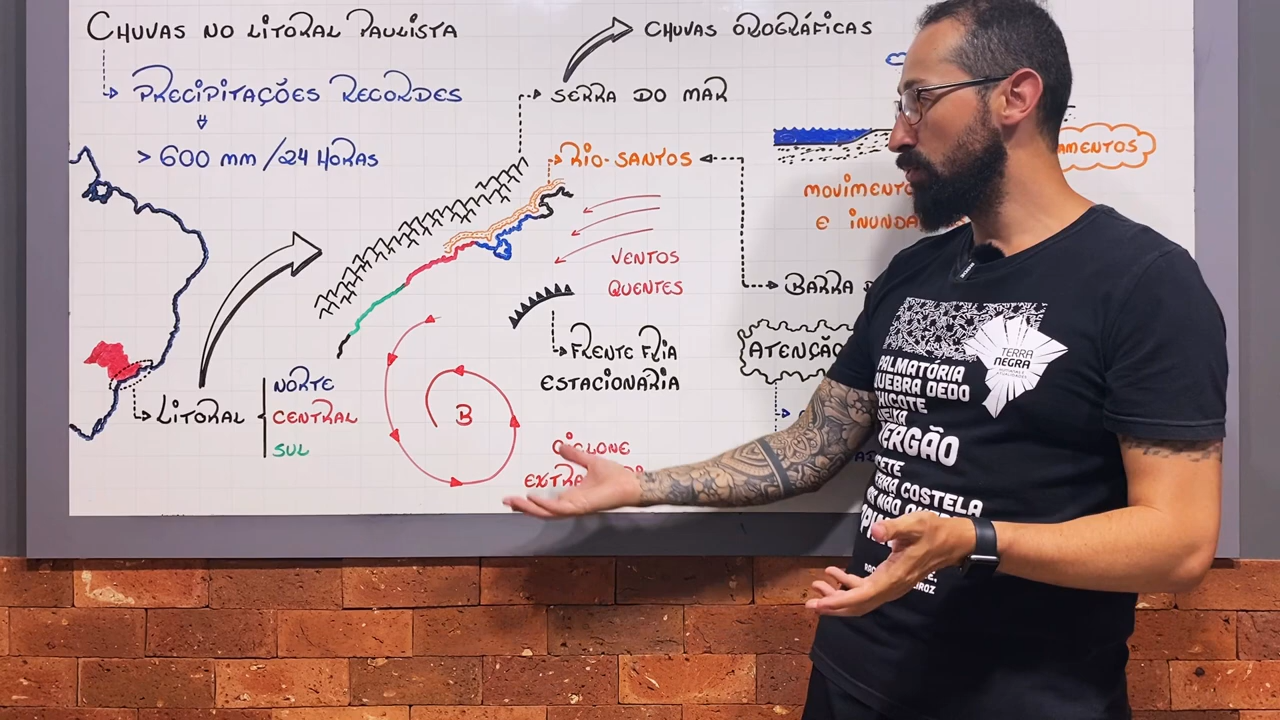 CHUVAS NO LITORAL PAULISTA
PRECIPITAÇÕES RECORDES
> 600 mm /24 HORAS
CHUVAS OROGRÁFICAS
SERRA DO MAR
RIO-SANTOS
VENTOS
QUENTES
FRENTE FRIA
ESTACIONARIA
LITORAL
NORTE
CENTRAL
SUL
B
CICLONE
BARRA
ATENÇÃO
AMENTOS
MOVIMENTO
E INUNDA
TERRA
NEGRA
PALMATÓRIA
QUEBRA DEDO
CHICOTE
VERGÃO
COSTELA
NÃO